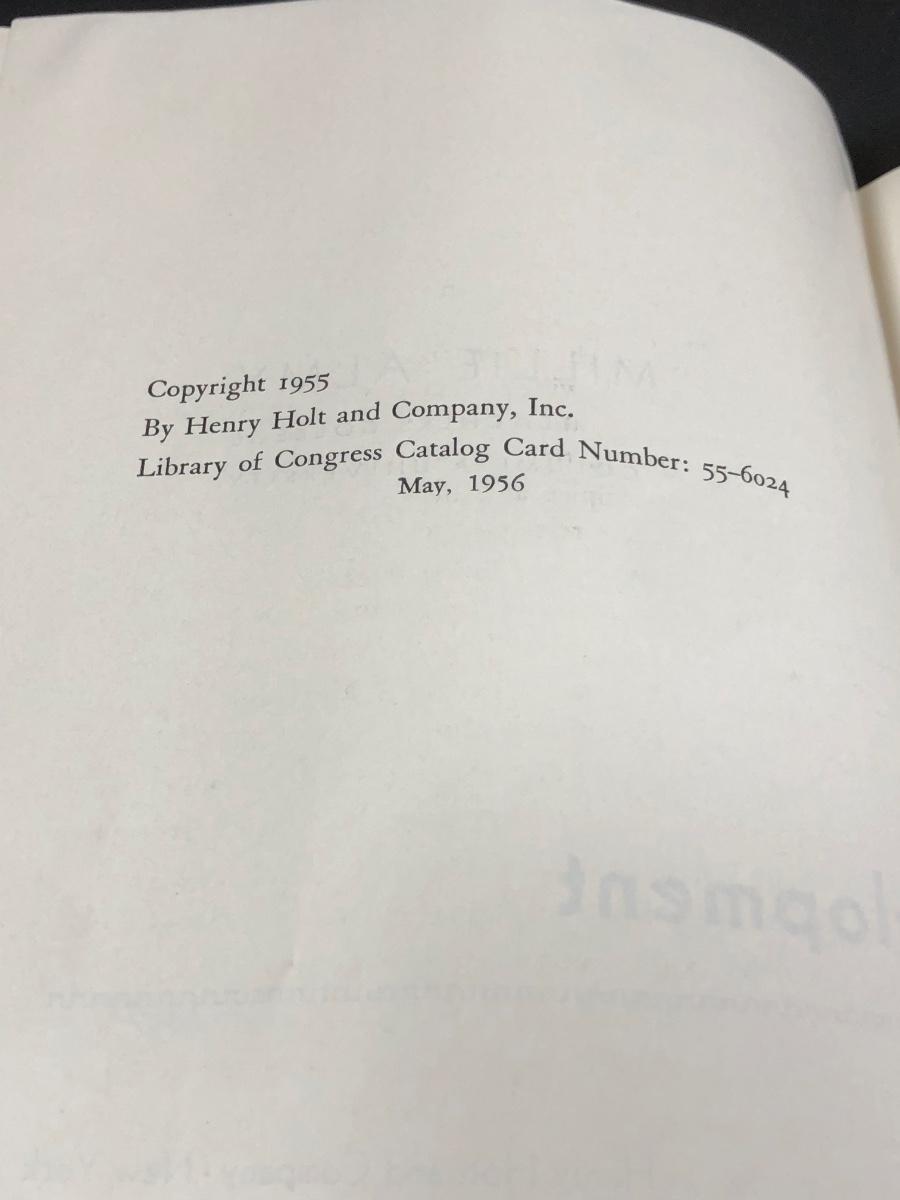 Copyright 1955
By Henry Holt and Company, Inc.
Library of Congress Catalog Card Number: 55–6024
May, 1956